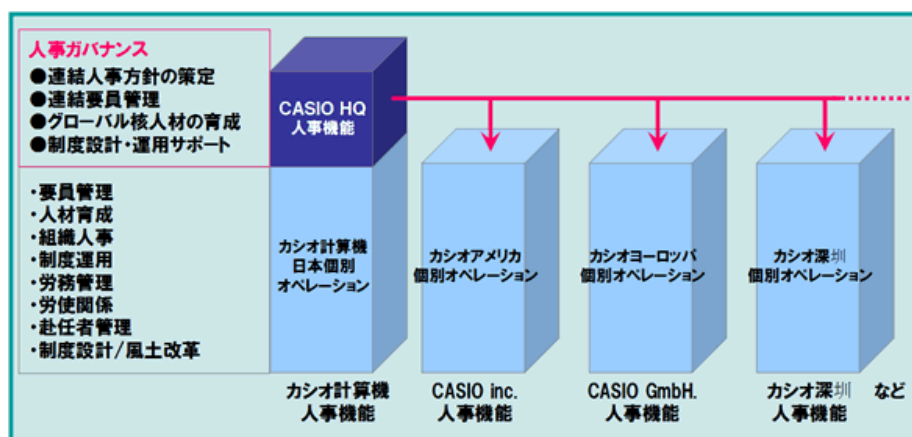 人事ガバナンス
●連結人事方針の策定
●連結要員管理
●グローバル核人材の育成
●制度設計・運用サポート
CASIO HQ
人事機能
・要員管理
・人材育成
・組織人事
・制度運用
・労務管理
・労使関係
・赴任者管理
・制度設計/風土改革
カシオ計算機
日本個別
オペレーション
カシオアメリカ
個別オペレーション
カシオヨーロッパ
個別オペレーション
カシオ深圳
個別オペレーション
カシオ計算機
人事機能
CASIO inc.
人事機能
CASIO GmbH.
人事機能
カシオ深圳
人事機能
など